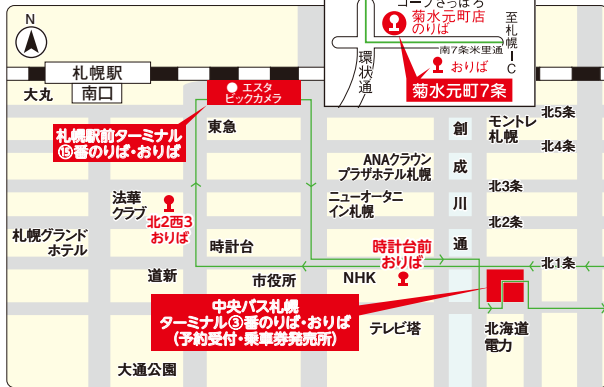 N
コープさっぽろ
菊水元町店
のりば
至札幌IC
南7条米里通
環状通
おりば
菊水元町7条
札幌駅
大丸
南口
エスタ
ビックカメラ
札幌駅前ターミナル
⑮番のりば・おりば
東急
創成川通
モントレ
札幌
北5条
北4条
ANAクラウン
プラザホテル札幌
北3条
法華
クラブ
北2西3
おりば
ニューオータニ
イン札幌
北2条
札幌グランド
ホテル
時計台
時計台前
おりば
北1条
道新
市役所
NHK
中央バス札幌
ターミナル③番のりば・おりば
(予約受付・乗車券発売所)
テレビ塔
北海道
電力
大通公園